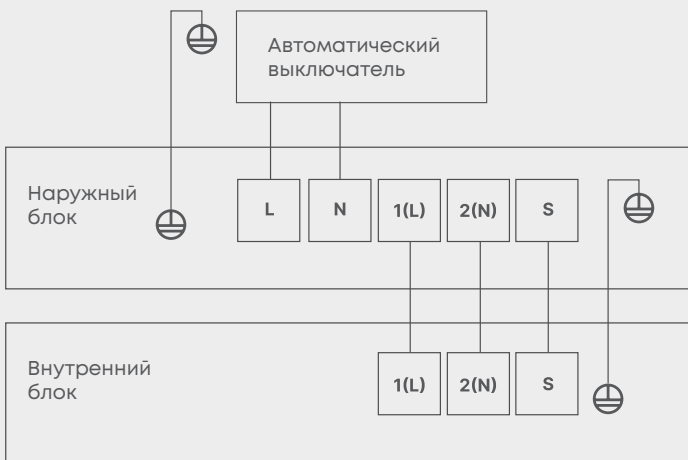 Автоматический
выключатель
Наружный
блок
L N 1(L) 2(N) S
Внутренний
блок
1(L) 2(N) S